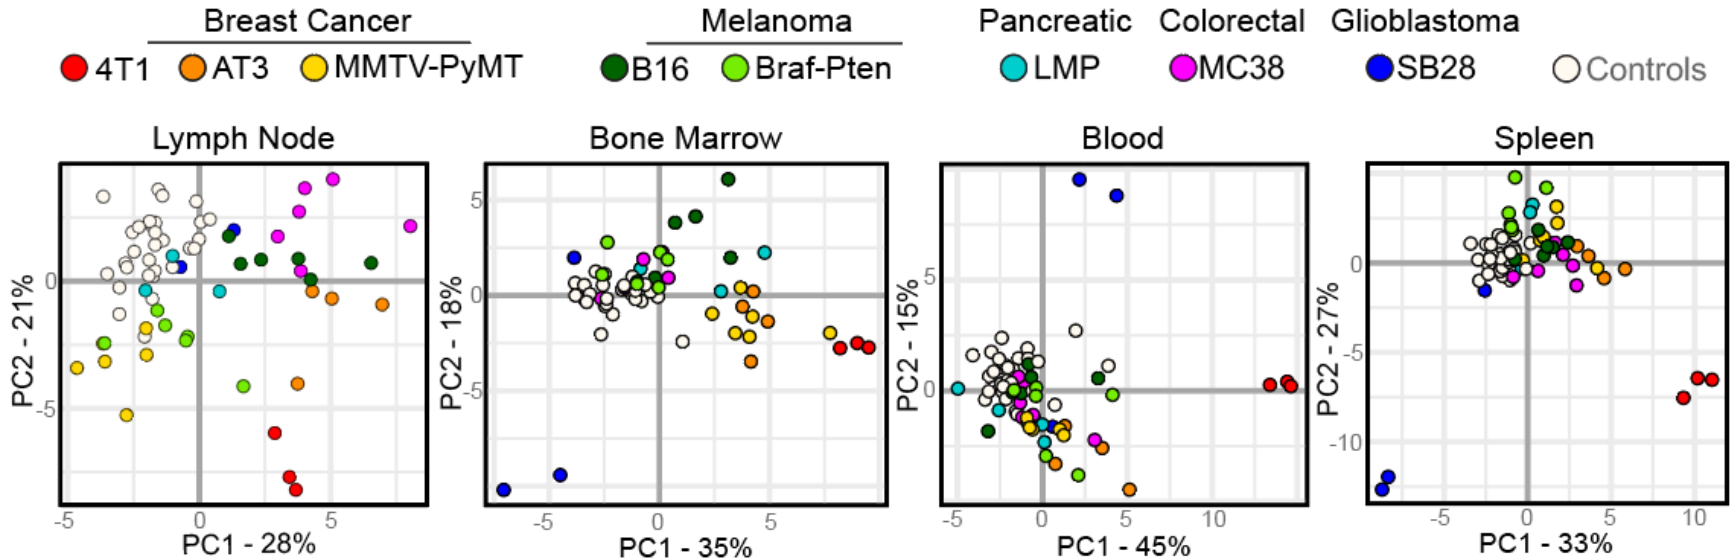 Breast Cancer Melanoma Pancreatic Colorectal Glioblastoma
4T1 AT3 MMTV-PyMT B16 Braf-Pten LMP MC38 SB28 Controls
Lymph Node
PC2 - 21%
0
-5
-5 0 5
PC1 - 28%
Bone Marrow
PC2 - 18%
5
0
-5
-5 0 5
PC1 - 35%
Blood
PC2 - 15%
5
0
-5 0 5 10
PC1 - 45%
Spleen
PC2 - 27%
0
-5
-10
-5 0 5 10
PC1 - 33%